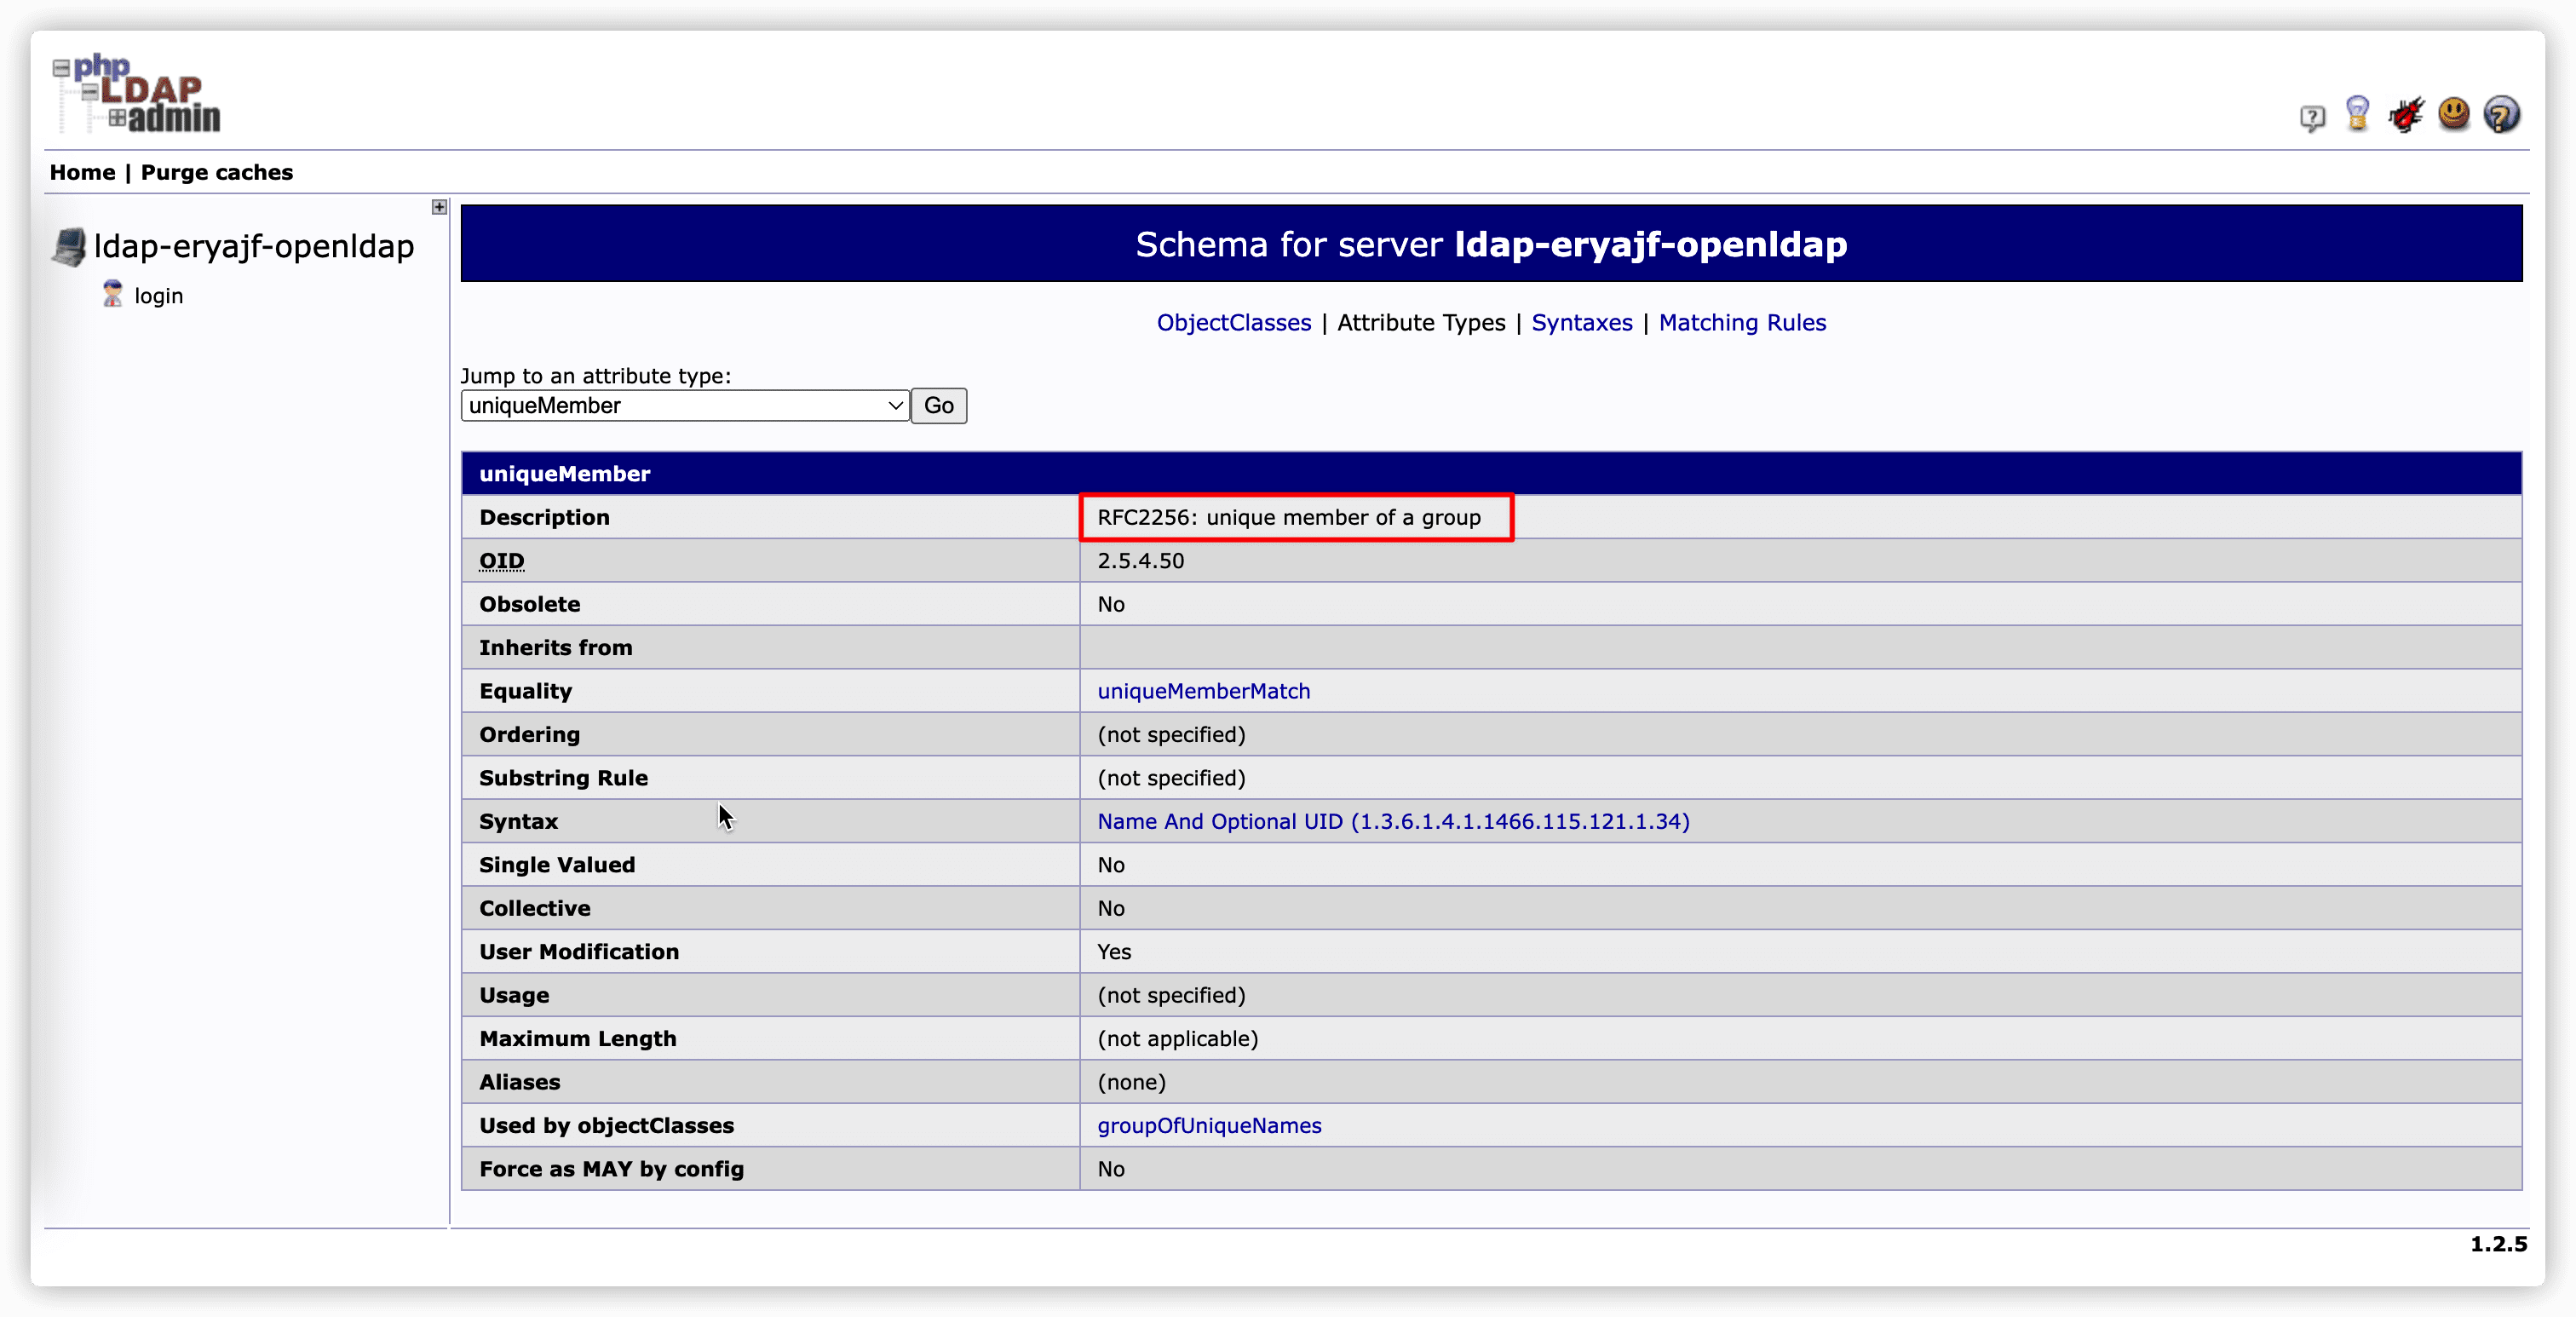 php
LDAP
admin
Home | Purge caches
ldap-eryajf-openldap
login
Schema for server ldap-eryajf-openldap
ObjectClasses | Attribute Types | Syntaxes | Matching Rules
Jump to an attribute type:
uniqueMember Go
uniqueMember
Description RFC2256: unique member of a group
OID 2.5.4.50
Obsolete No
Inherits from
Equality uniqueMemberMatch
Ordering (not specified)
Substring Rule (not specified)
Syntax Name And Optional UID (1.3.6.1.4.1.1466.115.121.1.34)
Single Valued No
Collective No
User Modification Yes
Usage (not specified)
Maximum Length (not applicable)
Aliases (none)
Used by objectClasses groupOfUniqueNames
Force as MAY by config No
1.2.5